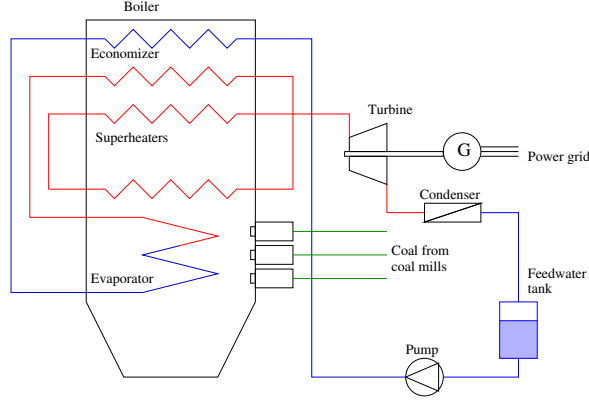 Boiler
Economizer
Superheaters
Evaporator
Turbine
G
Power grid
Condenser
Coal from
coal mills
Feedwater
tank
Pump